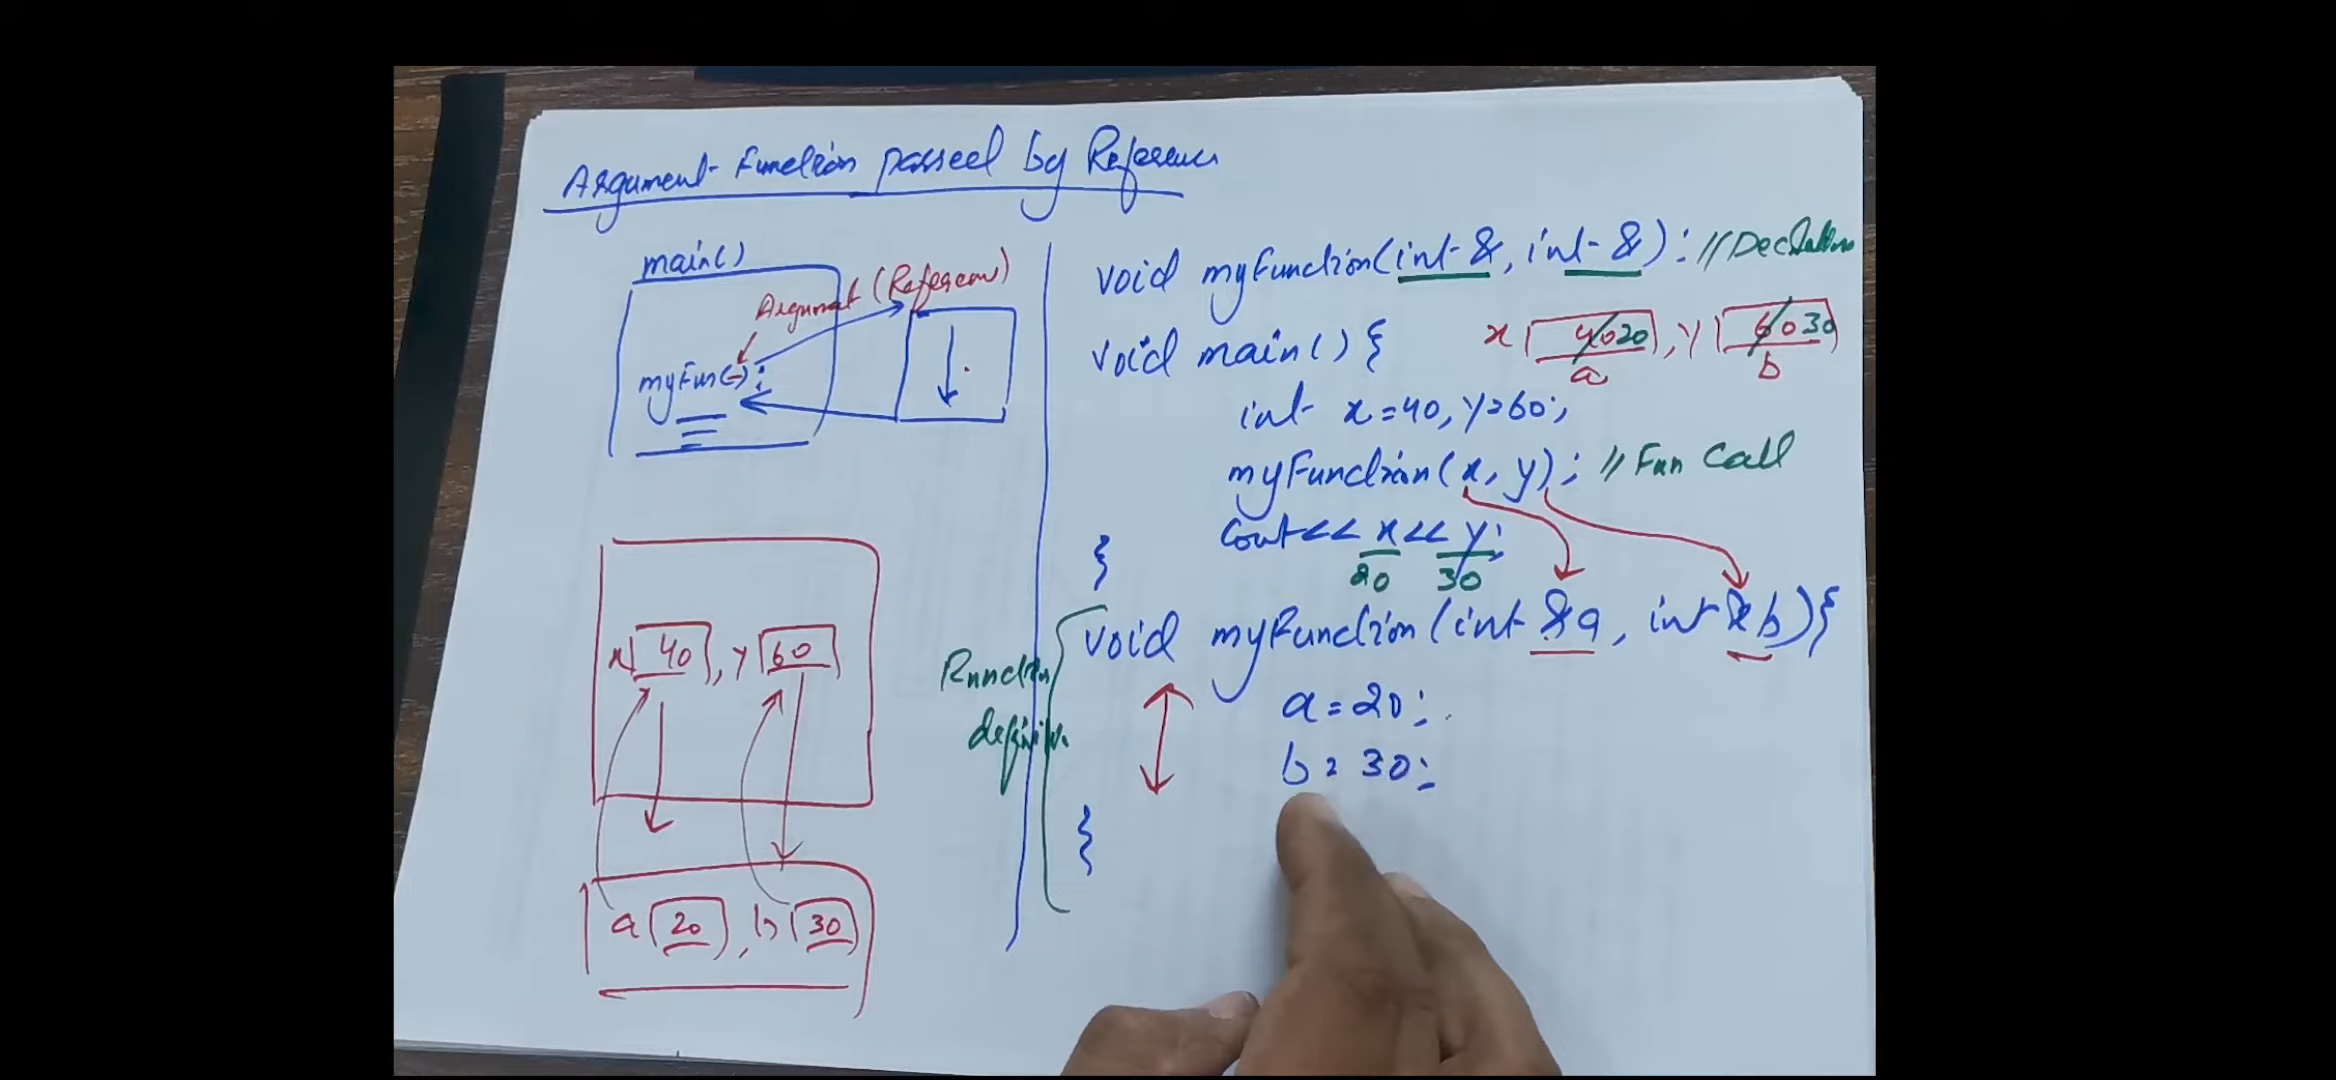 Argument Function passed by Reference
main()
Argument (Reference)
myFun(-);
x 40, y 60
a 20, b 30
void myFunction(int &, int &); // Declaration
void main() {
x 40 20, y 60 30
a b
int x=40, y=60;
myFunction(x, y); // Fun Call
Cout<< x << y;
20 30
}
void myFunction(int &a, int & b){
Function
definition
a = 20;
b = 30;
}